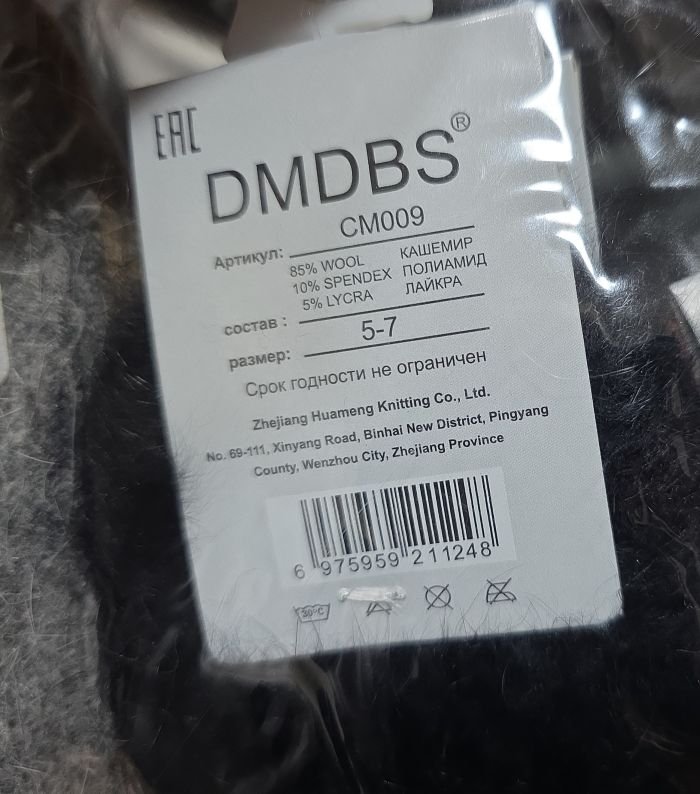 EAC
DMDBS®
Артикул: CM009
85% WOOL КАШЕМИР
10% SPENDEX ПОЛИАМИД
5% LYCRA ЛАЙКРА
состав :
размер: 5-7
Срок годности не ограничен
Zhejiang Huameng Knitting Co., Ltd.
No. 69-111, Xinyang Road, Binhai New District, Pingyang
County, Wenzhou City, Zhejiang Province
6 975959 211248
30°C